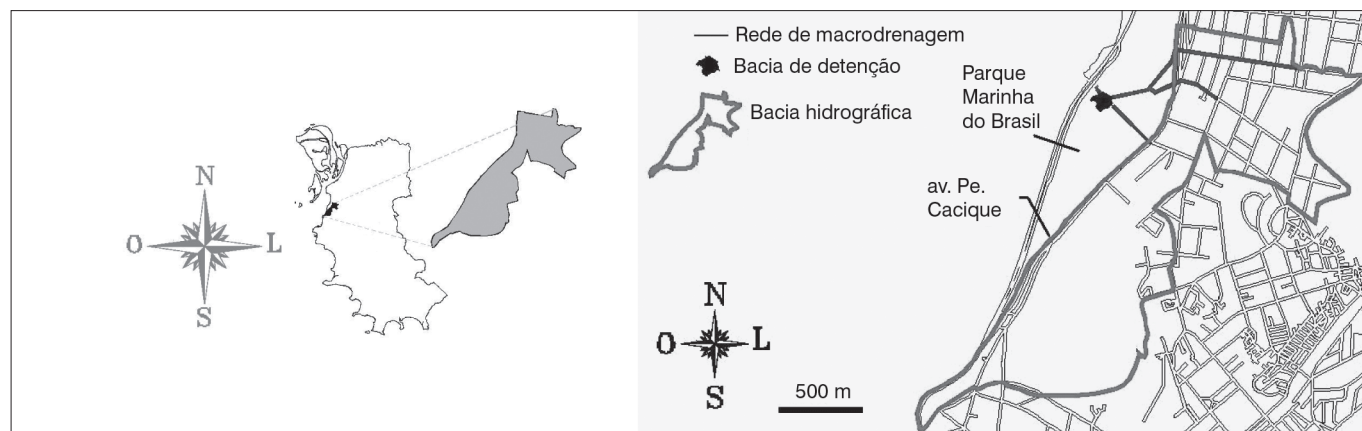 N
O
L
S
Rede de macrodrenagem
Bacia de detenção
Bacia hidrográfica
Parque
Marinha
do Brasil
av. Pe.
Cacique
N
O
L
S
500 m